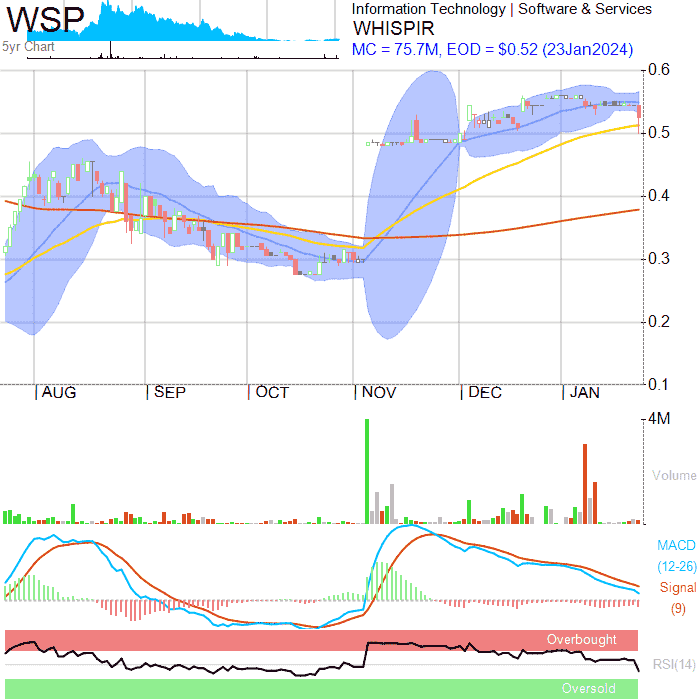 WSP
5yr Chart
Information Technology | Software & Services
WHISPIR
MC = 75.7M, EOD = $0.52 (23Jan2024)
0.6
0.5
0.4
0.3
0.2
0.1
AUG
SEP
OCT
NOV
DEC
JAN
4M
Volume
MACD
(12-26)
Signal
(9)
Overbought
RSI(14)
Oversold